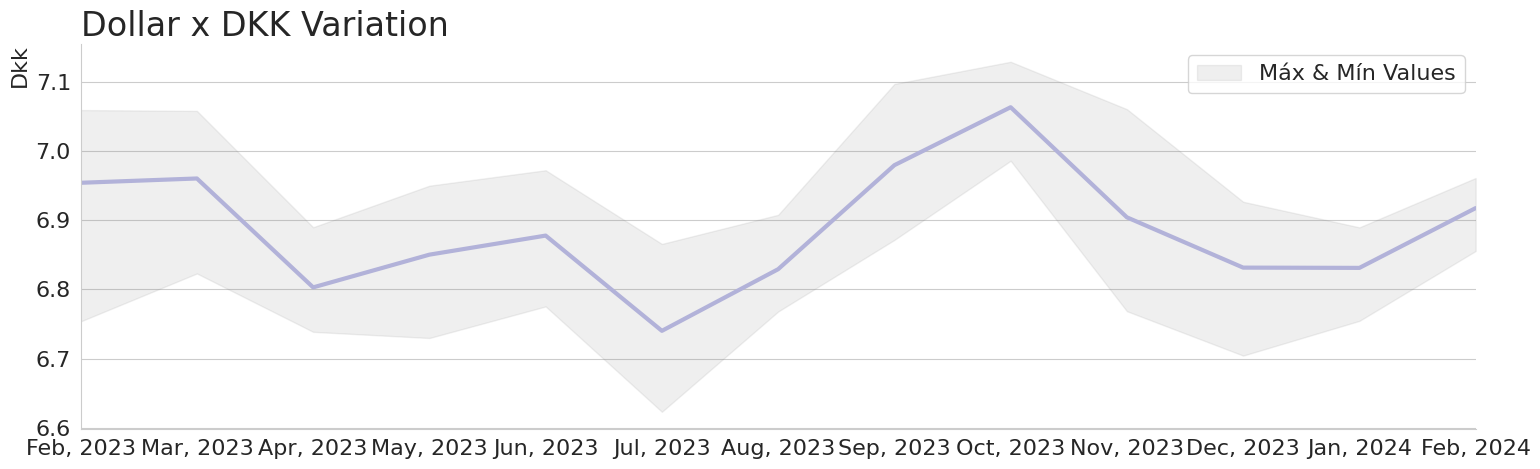 Dollar x DKK Variation
Dkk
Máx & Mín Values
7.1
7.0
6.9
6.8
6.7
6.6
Feb, 2023 Mar, 2023 Apr, 2023 May, 2023 Jun, 2023 Jul, 2023 Aug, 2023 Sep, 2023 Oct, 2023 Nov, 2023 Dec, 2023 Jan, 2024 Feb, 2024